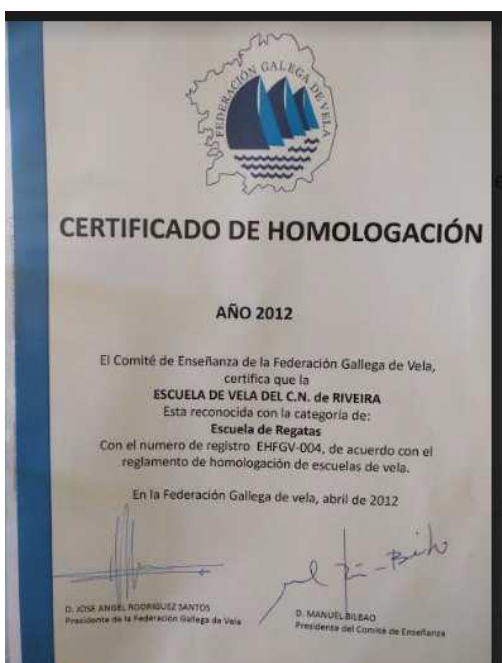 FEDERACIÓN GALEGA DE VELA
CERTIFICADO DE HOMOLOGACIÓN
AÑO 2012
El Comité de Enseñanza de la Federación Gallega de Vela,
certifica que la
ESCUELA DE VELA DEL C.N. de RIVEIRA
Esta reconocida con la categoría de:
Escuela de Regatas
Con el numero de registro EHFGV-004, de acuerdo con el
reglamento de homologación de escuelas de vela.
En la Federación Gallega de vela, abril de 2012
D. JOSE ANGEL RODRIGUEZ SANTOS
Presidente de la Federación Gallega de Vela
D. MANUEL BILBAO
Presidente del Comité de Enseñanza